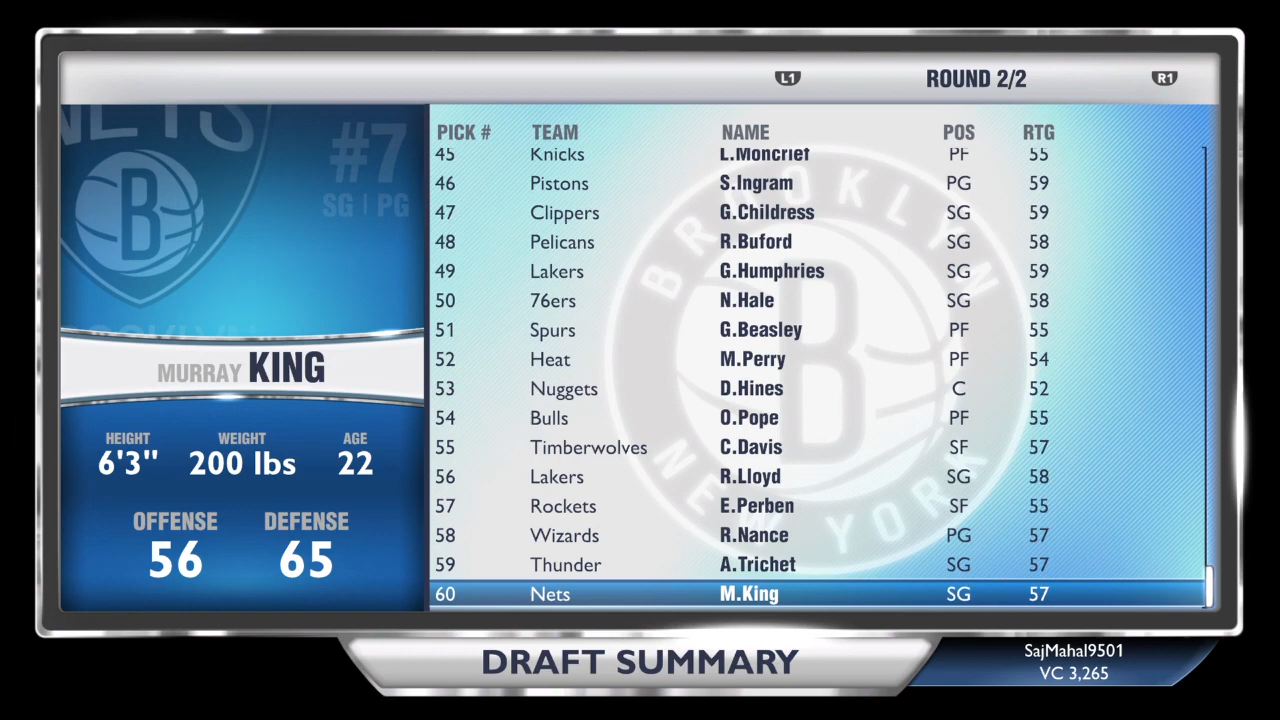 L1 ROUND 2/2 R1
NETS
B
#7
SG | PG
BROOKLYN
MURRAY KING
HEIGHT WEIGHT AGE
6'3" 200 lbs 22
OFFENSE DEFENSE
56 65
BROOKLYN
B
NEW YORK
PICK # TEAM NAME POS RTG
45 Knicks L.Moncrief PF 55
46 Pistons S.Ingram PG 59
47 Clippers G.Childress SG 59
48 Pelicans R.Buford SG 58
49 Lakers G.Humphries SG 59
50 76ers N.Hale SG 58
51 Spurs G.Beasley PF 55
52 Heat M.Perry PF 54
53 Nuggets D.Hines C 52
54 Bulls O.Pope PF 55
55 Timberwolves C.Davis SF 57
56 Lakers R.Lloyd SG 58
57 Rockets E.Perben SF 55
58 Wizards R.Nance PG 57
59 Thunder A.Trichet SG 57
60 Nets M.King SG 57
DRAFT SUMMARY
SajMahal9501
VC 3,265